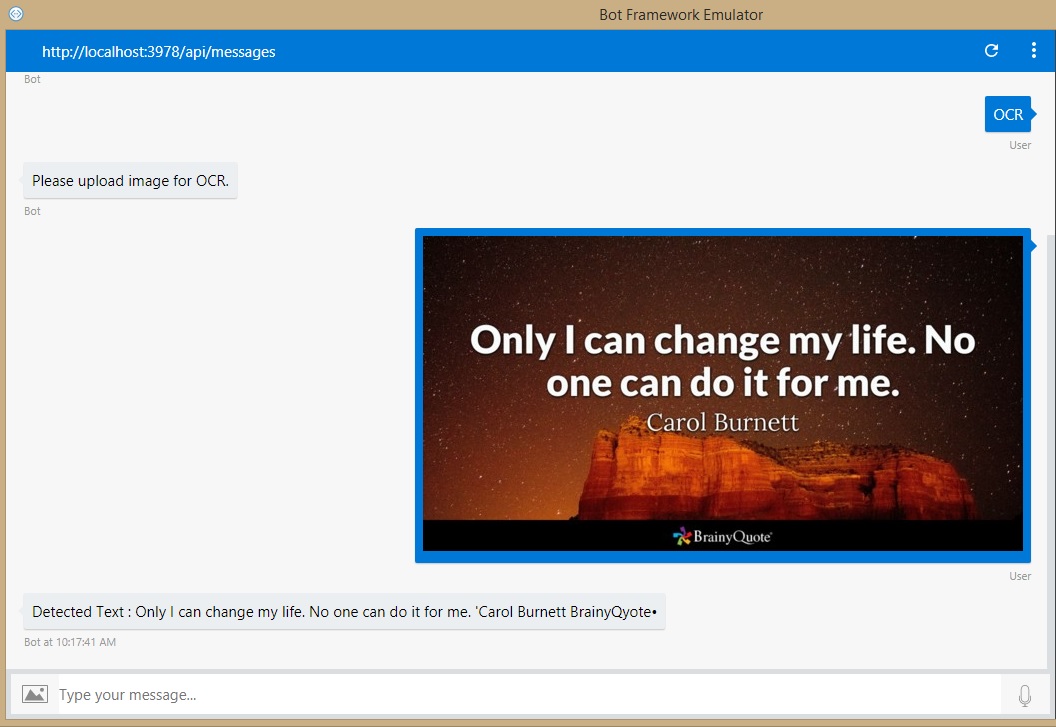 Bot Framework Emulator
http://localhost:3978/api/messages
Bot
OCR
User
Please upload image for OCR.
Bot
Only I can change my life. No
one can do it for me.
Carol Burnett
BrainyQuote
User
Detected Text : Only I can change my life. No one can do it for me. 'Carol Burnett BrainyQyote•
Bot at 10:17:41 AM
Type your message...